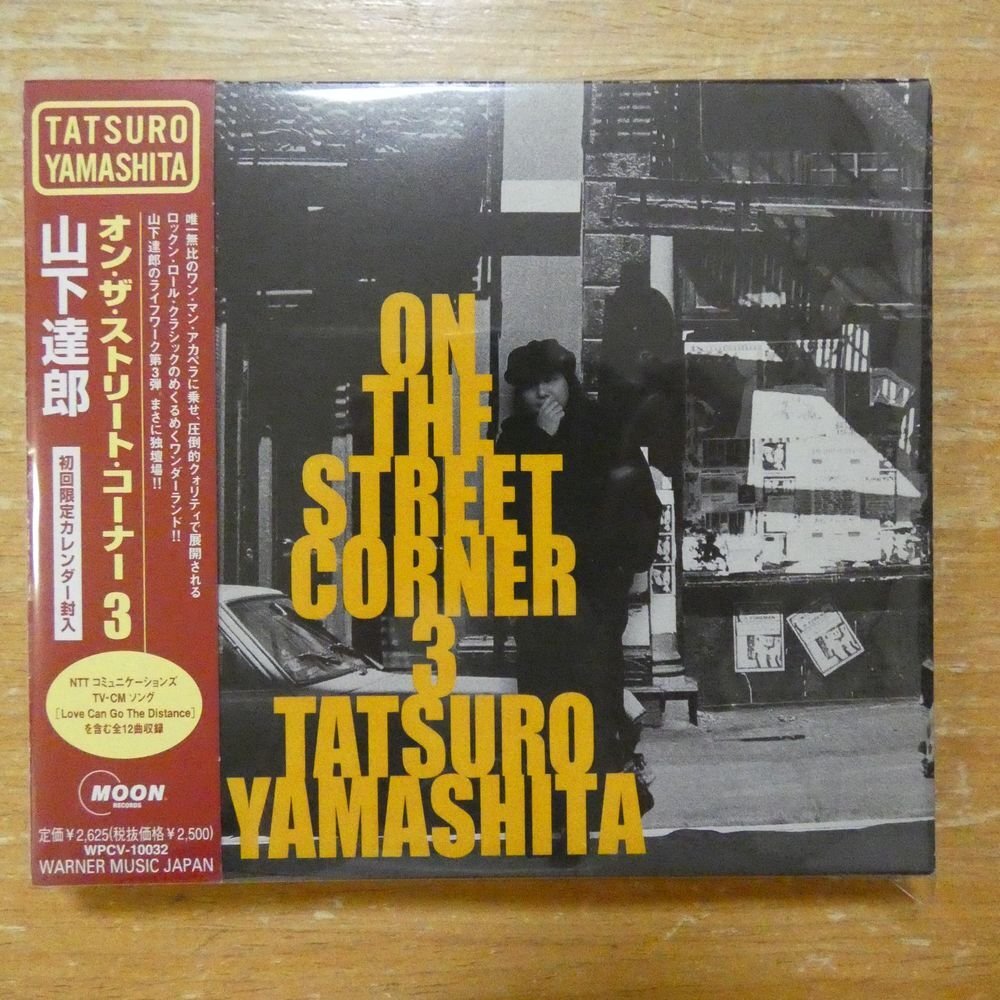 TATSURO
YAMASHITA
唯一無比のワン・マン・アカペラに乗せ、圧倒的クォリティで展開される
ロックン・ロール・クラシックのめくるめくワンダーランド!!
山下達郎のライフワーク第3弾 まさに独壇場!!
オン・ザ・ストリート・コーナー 3
山下達郎
初回限定カレンダー封入
NTT コミュニケーションズ
TV-CM ソング
[Love Can Go The Distance]
を含む全12曲収録
MOON
RECORDS
定価¥2,625(税抜価格¥2,500)
WPCV-10032
WARNER MUSIC JAPAN
ON
THE
STREET
CORNER
3
TATSURO
YAMASHITA